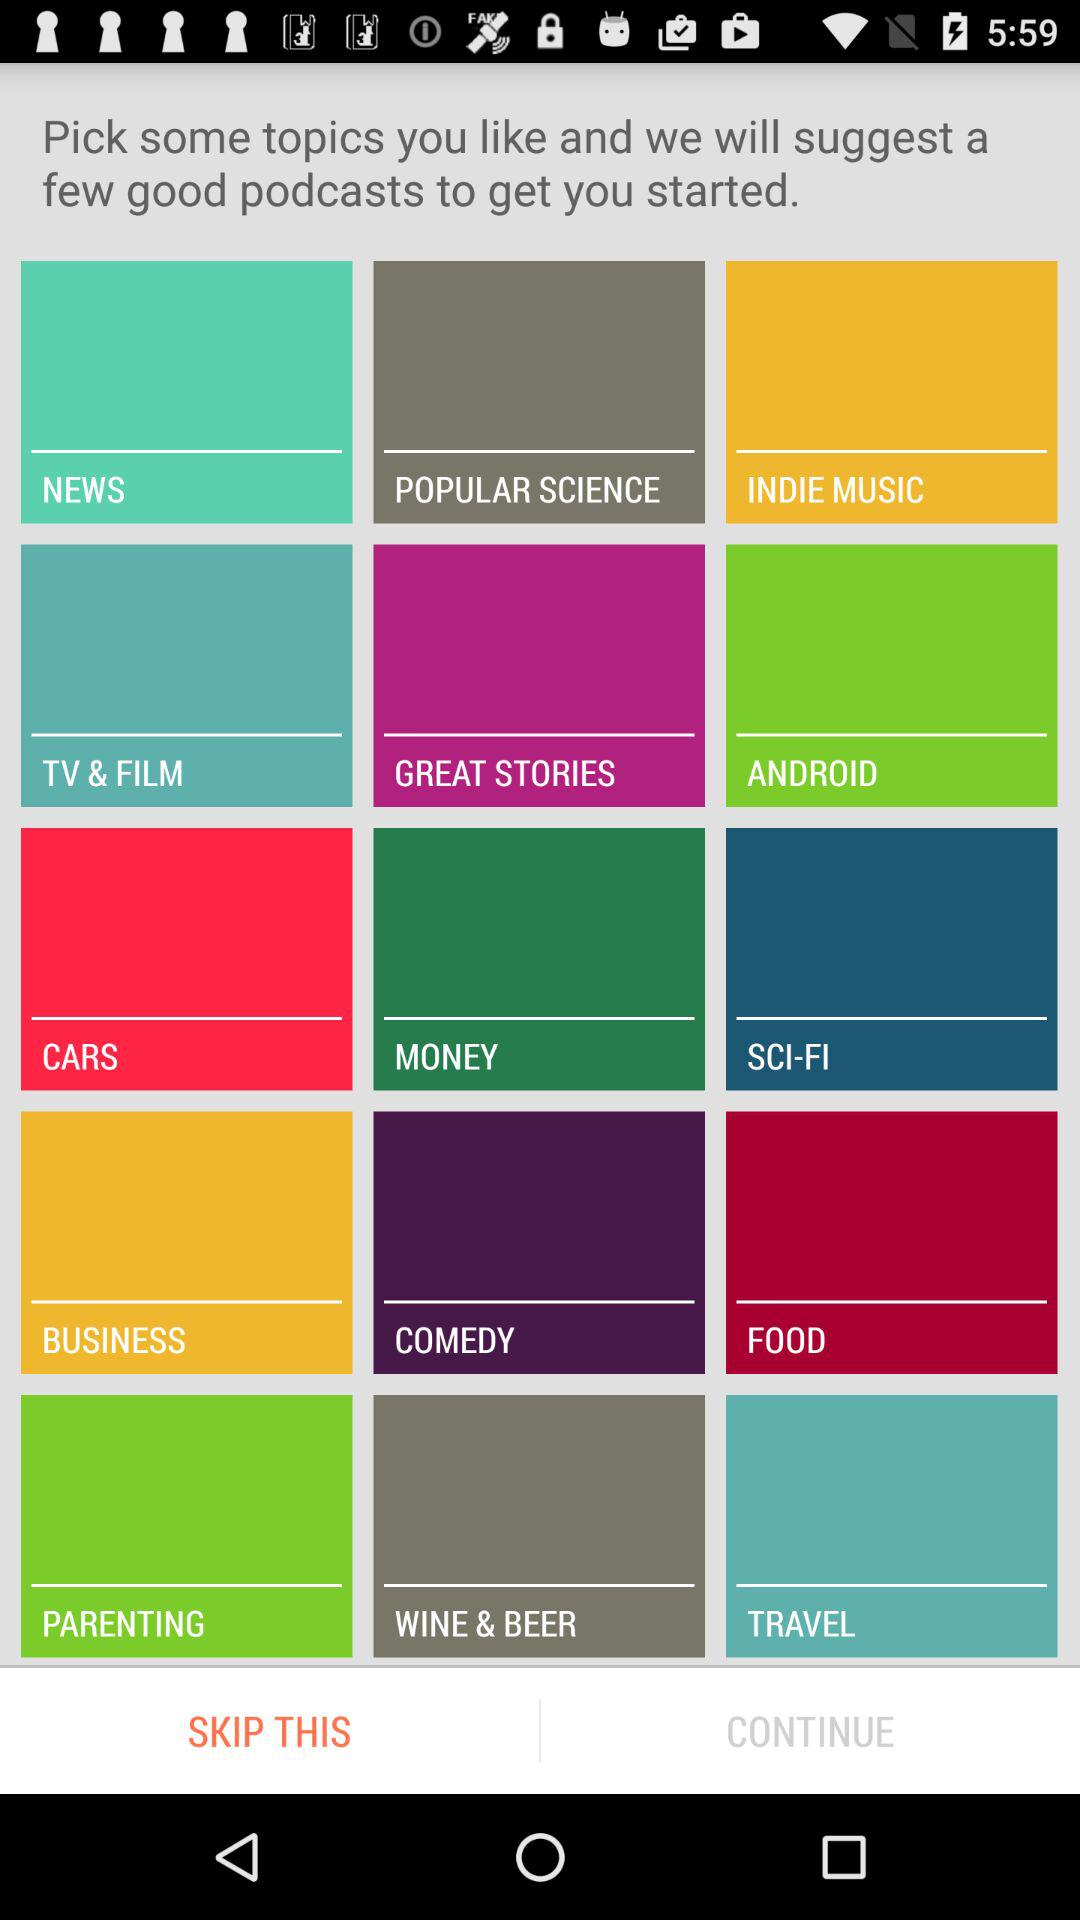 FAKE
5:59
Pick some topics you like and we will suggest a
few good podcasts to get you started.
NEWS
POPULAR SCIENCE
INDIE MUSIC
TV & FILM
GREAT STORIES
ANDROID
CARS
MONEY
SCI-FI
BUSINESS
COMEDY
FOOD
PARENTING
WINE & BEER
TRAVEL
SKIP THIS
CONTINUE